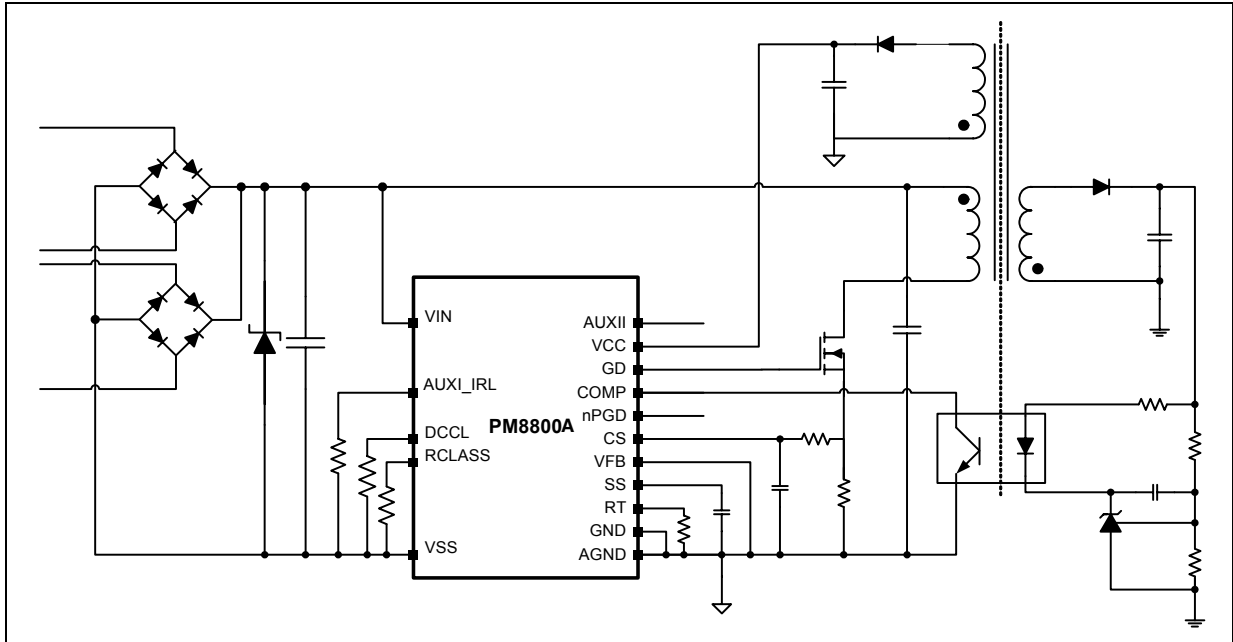 VIN
AUXI_IRL
DCCL
RCLASS
VSS
PM8800A
AUXII
VCC
GD
COMP
nPGD
CS
VFB
SS
RT
GND
AGND